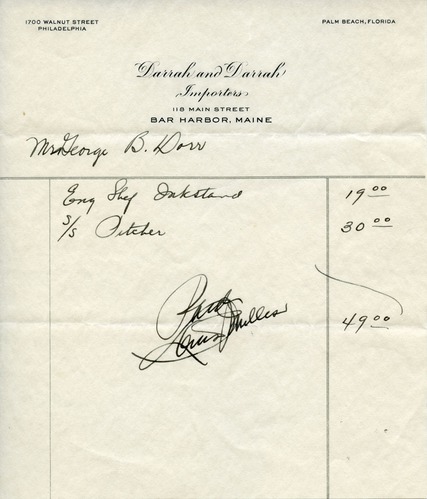 1700 WALNUT STREET
PHILADELPHIA
PALM BEACH, FLORIDA
Darrah and Darrah
Importers
118 MAIN STREET
BAR HARBOR, MAINE
Mr George B. Dorr
Eng Shef Inkstand 19 00
S/S Pitcher 30 00
Paid
49 00